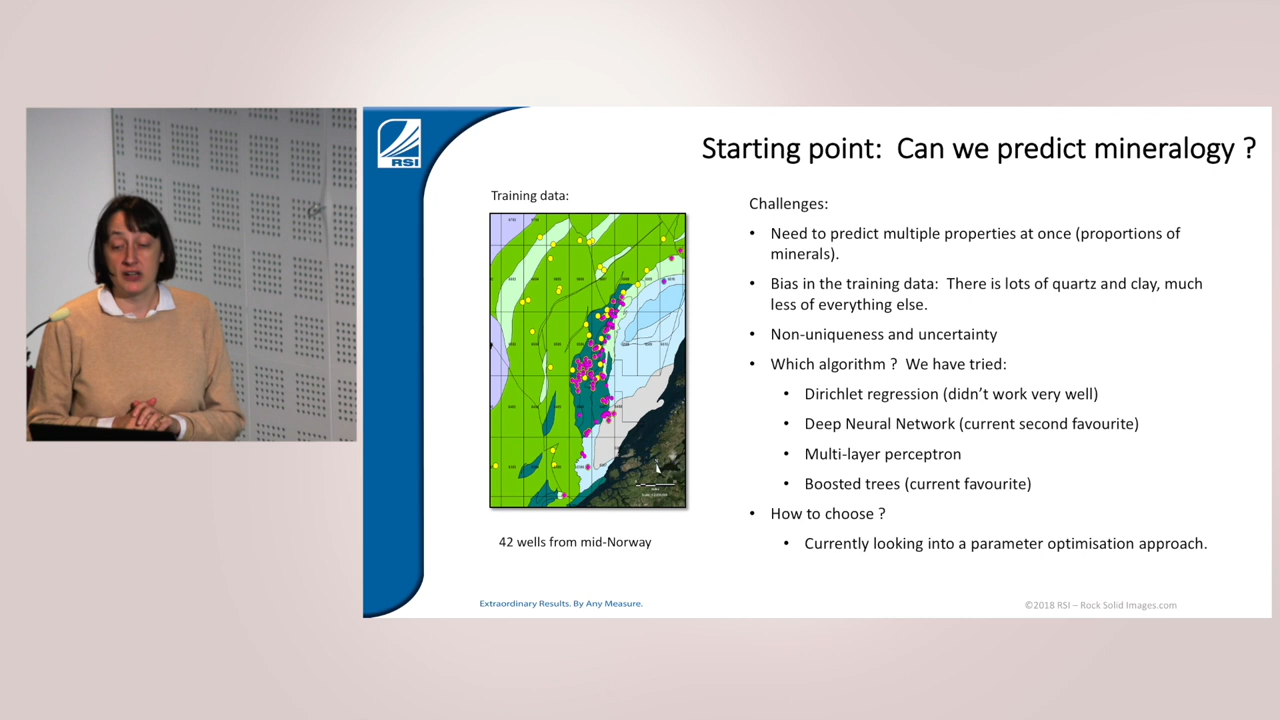 RSI
Starting point: Can we predict mineralogy ?
Training data:
42 wells from mid-Norway
Challenges:
• Need to predict multiple properties at once (proportions of
minerals).
• Bias in the training data: There is lots of quartz and clay, much
less of everything else.
• Non-uniqueness and uncertainty
• Which algorithm ? We have tried:
• Dirichlet regression (didn’t work very well)
• Deep Neural Network (current second favourite)
• Multi-layer perceptron
• Boosted trees (current favourite)
• How to choose ?
• Currently looking into a parameter optimisation approach.
Extraordinary Results. By Any Measure.
©2018 RSI – Rock Solid Images.com